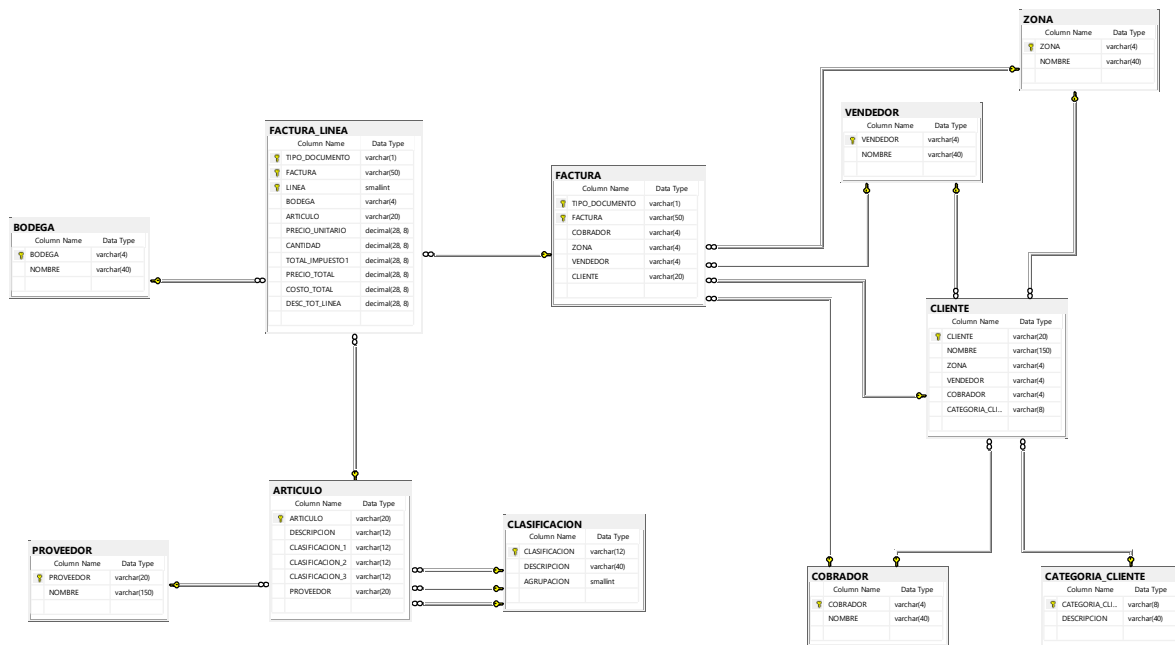 ZONA
Column Name Data Type
ZONA varchar(4)
NOMBRE varchar(40)
VENDEDOR
Column Name Data Type
VENDEDOR varchar(4)
NOMBRE varchar(40)
FACTURA_LINEA
Column Name Data Type
TIPO_DOCUMENTO varchar(1)
FACTURA varchar(50)
LINEA smallint
BODEGA varchar(4)
ARTICULO varchar(20)
PRECIO_UNITARIO decimal(28, 8)
CANTIDAD decimal(28, 8)
TOTAL_IMPUESTO1 decimal(28, 8)
PRECIO_TOTAL decimal(28, 8)
COSTO_TOTAL decimal(28, 8)
DESC_TOT_LINEA decimal(28, 8)
FACTURA
Column Name Data Type
TIPO_DOCUMENTO varchar(1)
FACTURA varchar(50)
COBRADOR varchar(4)
ZONA varchar(4)
VENDEDOR varchar(4)
CLIENTE varchar(20)
BODEGA
Column Name Data Type
BODEGA varchar(4)
NOMBRE varchar(40)
CLIENTE
Column Name Data Type
CLIENTE varchar(20)
NOMBRE varchar(150)
ZONA varchar(4)
VENDEDOR varchar(4)
COBRADOR varchar(4)
CATEGORIA_CLI... varchar(8)
ARTICULO
Column Name Data Type
ARTICULO varchar(20)
DESCRIPCION varchar(12)
CLASIFICACION_1 varchar(12)
CLASIFICACION_2 varchar(12)
CLASIFICACION_3 varchar(12)
PROVEEDOR varchar(20)
CLASIFICACION
Column Name Data Type
CLASIFICACION varchar(12)
DESCRIPCION varchar(40)
AGRUPACION smallint
PROVEEDOR
Column Name Data Type
PROVEEDOR varchar(20)
NOMBRE varchar(150)
COBRADOR
Column Name Data Type
COBRADOR varchar(4)
NOMBRE varchar(40)
CATEGORIA_CLIENTE
Column Name Data Type
CATEGORIA_CLI... varchar(8)
DESCRIPCION varchar(40)